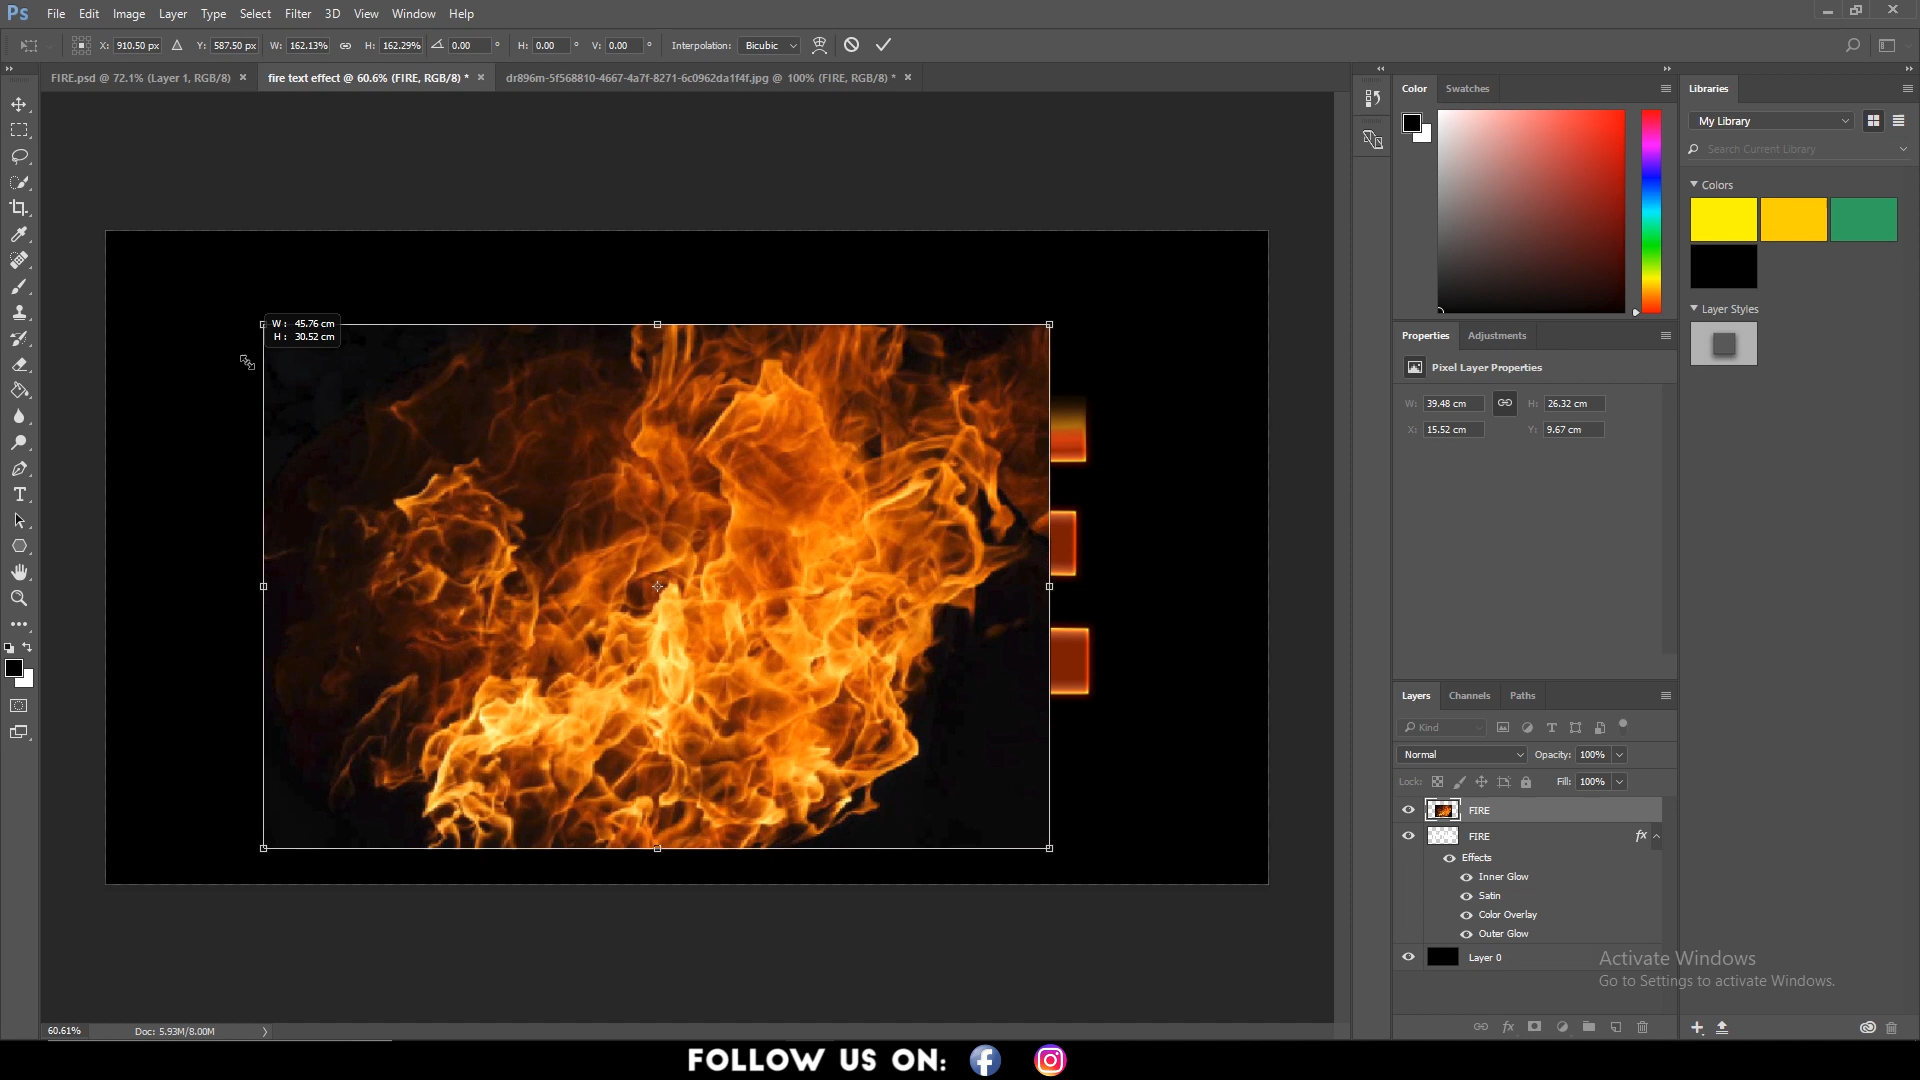 Ps File Edit Image Layer Type Select Filter 3D View Window Help
X: 910.50 px Y: 587.50 px W: 162.13% H: 162.29% 0.00 ° H: 0.00 ° V: 0.00 ° Interpolation: Bicubic
FIRE.psd @ 72.1% (Layer 1, RGB/8) × fire text effect @ 60.6% (FIRE, RGB/8) * × dr896m-5f568810-4667-4a7f-8271-6c0962da1f4f.jpg @ 100% (FIRE, RGB/8) * ×
Color Swatches
Libraries
My Library
Search Current Library
Colors
Layer Styles
W : 45.76 cm
H : 30.52 cm
Properties Adjustments
Pixel Layer Properties
W: 39.48 cm H: 26.32 cm
X: 15.52 cm Y: 9.67 cm
Layers Channels Paths
Kind
Normal Opacity: 100%
Lock: Fill: 100%
FIRE
FIRE fx
Effects
Inner Glow
Satin
Color Overlay
Outer Glow
Layer 0
Activate Windows
Go to Settings to activate Windows.
60.61% Doc: 5.93M/8.00M
fx
FOLLOW US ON: